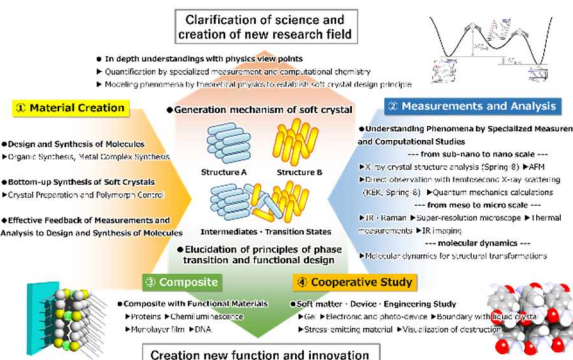 Clarification of science and
creation of new research field
● In depth understandings with physics view points
▶ Quantification by specialized measurement and computational chemistry
▶ Modeling phenomena by theoretical physics to establish soft crystal design principle
① Material Creation
●Design and Synthesis of Molecules
▶Organic Synthesis, Metal Complex Synthesis
●Bottom-up Synthesis of Soft Crystals
▶Crystal Preparation and Polymorph Control
●Effective Feedback of Measurements and
Analysis to Design and Synthesis of Molecules
●Generation mechanism of soft crystal
Structure A
Structure B
Intermediates · Transition States
●Elucidation of principles of phase
transition and functional design
② Measurements and Analysis
●Understanding Phenomena by Specialized Measuren
and Computational Studies
--- from sub-nano to nano scale ---
▶X-ray crystal structure analysis (Spring-8) ▶AFM
▶Direct observation with femtosecond X-ray scattering
(KEK, Spring-8) ▶Quantum mechanics calculations
--- from meso to micro scale ---
▶IR · Raman ▶Super-resolution microscope ▶Thermal
measurements ▶IR imaging
--- molecular dynamics ---
▶Molecular dynamics for structural transformations
③ Composite
●Composite with Functional Materials
▶Proteins ▶Chemiluminescence
▶Monolayer film ▶DNA
④ Cooperative Study
●Soft matter · Device · Engineering Study
▶Gel ▶Electronic and photo-device ▶Boundary with liquid crystal
▶Stress-emitting material ▶Visualization of destruction
Creation new function and innovation